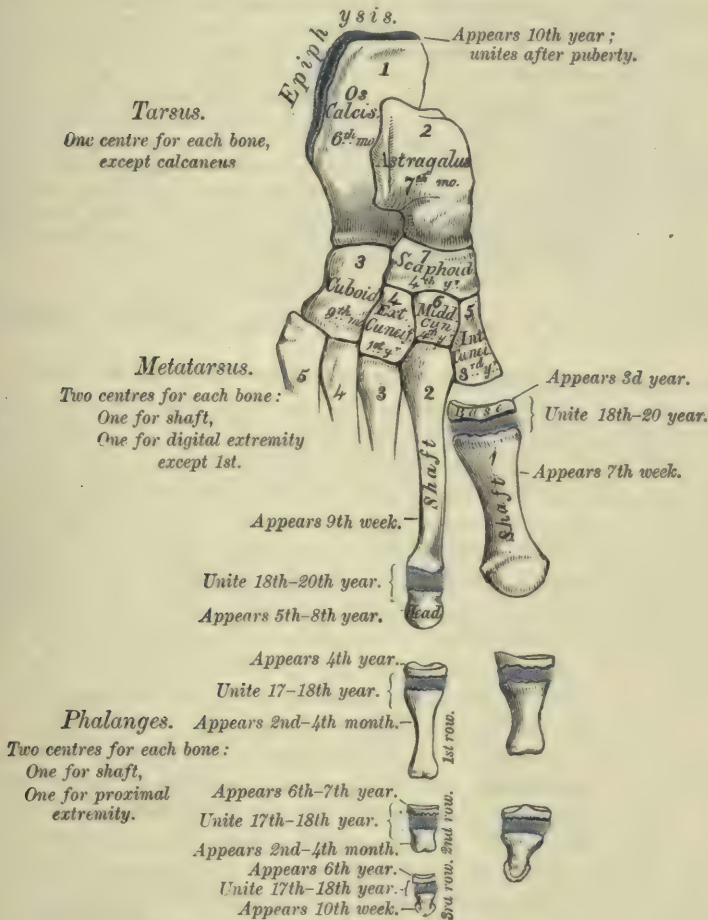 Epiphysis.
Appears 10th year ;
unites after puberty.
1
Os
Calcis.
6th mo
Tarsus.
One centre for each bone,
except calcaneus
2
Astragalus
7th mo.
3
Cuboid
9th mo
7
Scaphoid
4th yr
4
Ext.
Cuneif.
1st yr
6
Midd.
Cun.
4th yr
5
Int.
Cuneif.
3rd y.
Metatarsus.
Two centres for each bone :
One for shaft,
One for digital extremity
except 1st.
5
4
3
2
Shaft
Appears 3d year.
Base
Unite 18th-20 year.
1
Shaft
Appears 7th week.
Appears 9th week.
Unite 18th-20th year.
Appears 5th-8th year.
Head
Appears 4th year.
Unite 17-18th year.
Phalanges.
Appears 2nd-4th month.
1st row.
Two centres for each bone :
One for shaft,
One for proximal
extremity.
Appears 6th-7th year.
Unite 17th-18th year.
Appears 2nd-4th month.
2nd row.
Appears 6th year.
Unite 17th-18th year.
Appears 10th week.
3rd row.